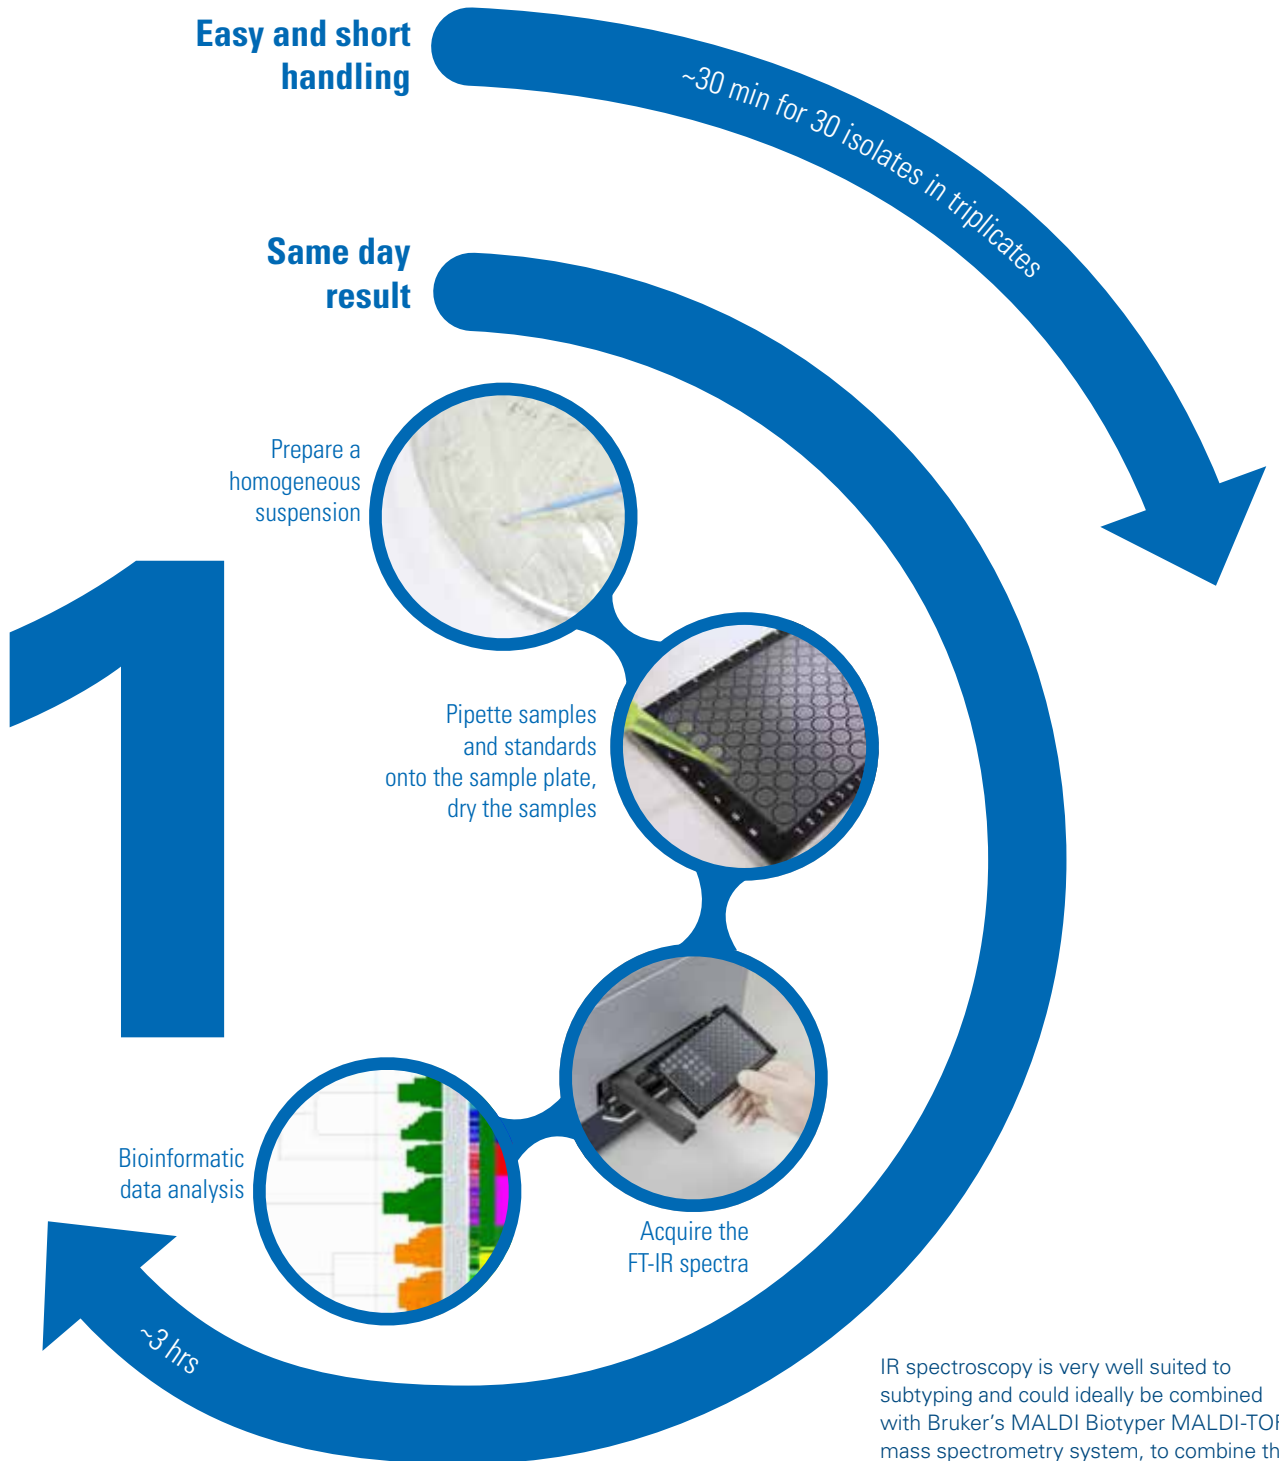 Easy and short
handling
~30 min for 30 isolates in triplicates
Same day
result
Prepare a
homogeneous
suspension
1
Pipette samples
and standards
onto the sample plate,
dry the samples
Acquire the
FT-IR spectra
Bioinformatic
data analysis
~3 hrs
IR spectroscopy is very well suited to
subtyping and could ideally be combined
with Bruker's MALDI Biotyper
mass spectrometry system, to combine